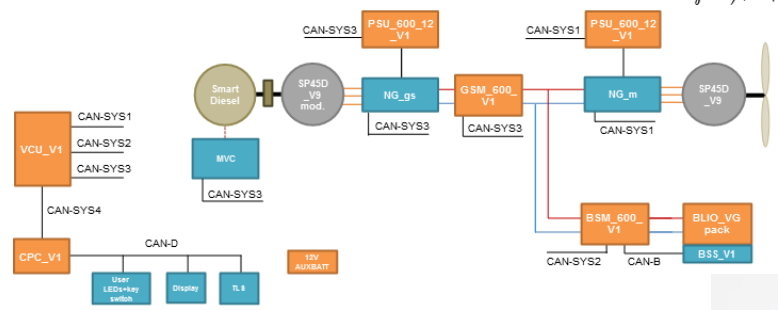 PSU_600_12
_V1
CAN-SYS3
PSU_600_12
_V1
CAN-SYS1
Smart
Diesel
SP45D
_V9
mod.
NG_gs
GSM_600_
V1
NG_m
SP45D
_V9
CAN-SYS3
CAN-SYS3
CAN-SYS1
MVC
CAN-SYS3
VCU_V1
CAN-SYS1
CAN-SYS2
CAN-SYS3
CAN-SYS4
CPC_V1
CAN-D
User
LEDs+key
switch
Display
TL 8
12V
AUXBATT
BSM_600_
V1
BLIO_VG
pack
BSS_V1
CAN-SYS2
CAN-B